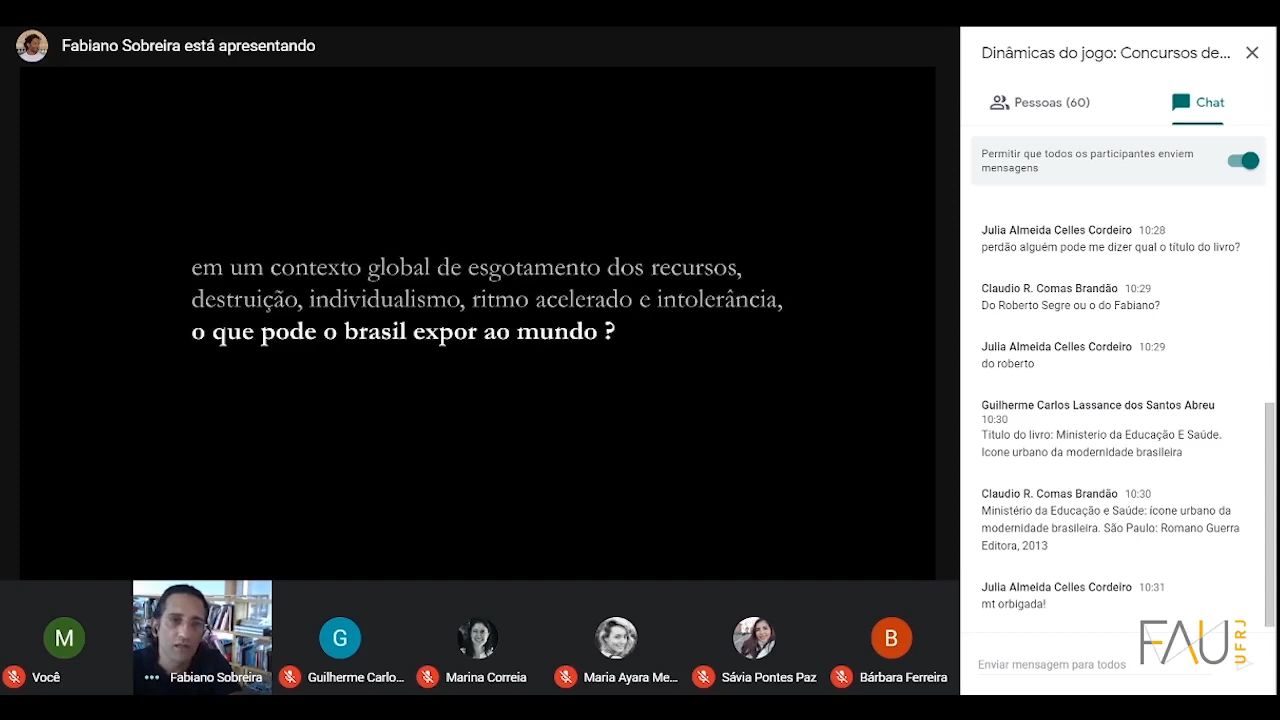 Fabiano Sobreira está apresentando
em um contexto global de esgotamento dos recursos,
destruição, individualismo, ritmo acelerado e intolerância,
o que pode o brasil expor ao mundo ?
M
Você
Fabiano Sobreira
G
Guilherme Carlo...
Marina Correia
Maria Ayara Me...
Sávia Pontes Paz
B
Bárbara Ferreira
Dinâmicas do jogo: Concursos de...
Pessoas (60)
Chat
Permitir que todos os participantes enviem
mensagens
Julia Almeida Celles Cordeiro 10:28
perdão alguém pode me dizer qual o título do livro?
Claudio R. Comas Brandão 10:29
Do Roberto Segre ou o do Fabiano?
Julia Almeida Celles Cordeiro 10:29
do roberto
Guilherme Carlos Lassance dos Santos Abreu
10:30
Titulo do livro: Ministerio da Educação E Saúde.
Icone urbano da modernidade brasileira
Claudio R. Comas Brandão 10:30
Ministério da Educação e Saúde: ícone urbano da
modernidade brasileira. São Paulo: Romano Guerra
Editora, 2013
Julia Almeida Celles Cordeiro 10:31
mt orbigada!
Enviar mensagem para todos
FAU
UFRJ